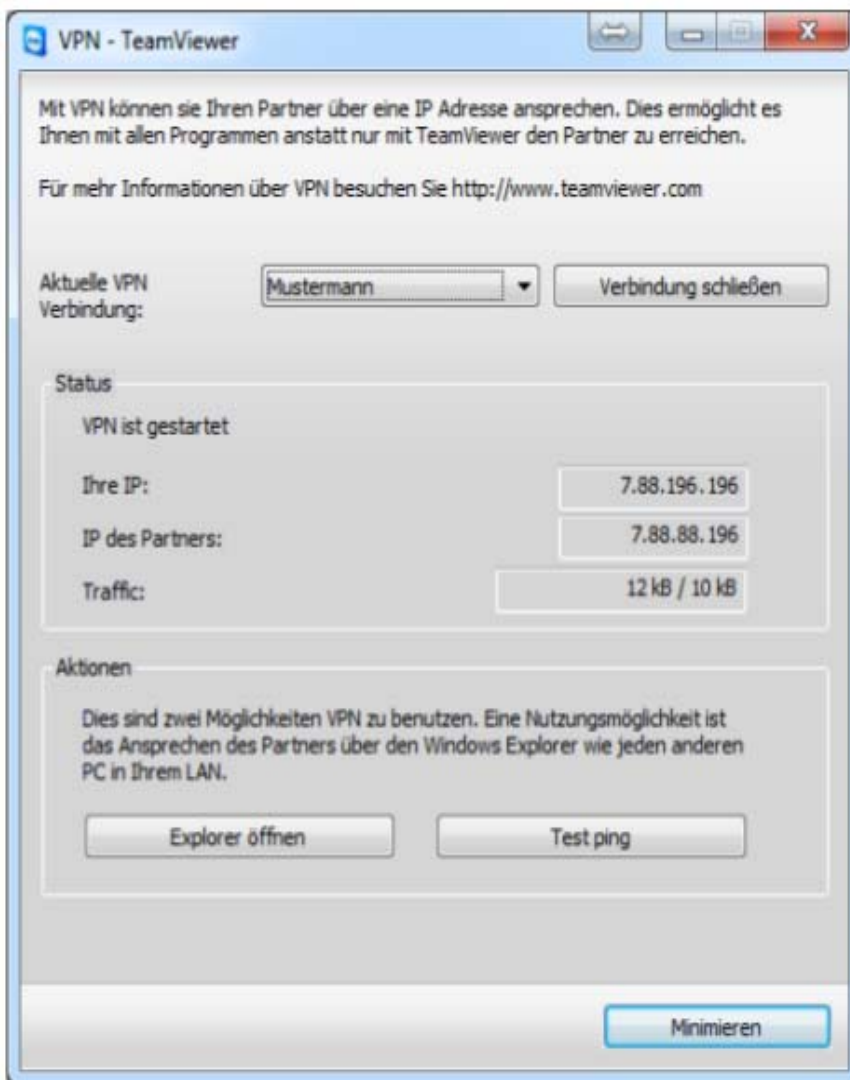 VPN - TeamViewer
Mit VPN können sie Ihren Partner über eine IP Adresse ansprechen. Dies ermöglicht es
Ihnen mit allen Programmen anstatt nur mit TeamViewer den Partner zu erreichen.
Für mehr Informationen über VPN besuchen Sie http://www.teamviewer.com
Aktuelle VPN
Verbindung:
Mustermann
Verbindung schließen
Status
VPN ist gestartet
Ihre IP:
7.88.196.196
IP des Partners:
7.88.88.196
Traffic:
12 kB / 10 kB
Aktionen
Dies sind zwei Möglichkeiten VPN zu benutzen. Eine Nutzungsmöglichkeit ist
das Ansprechen des Partners über den Windows Explorer wie jeden anderen
PC in Ihrem LAN.
Explorer öffnen
Test ping
Minimieren